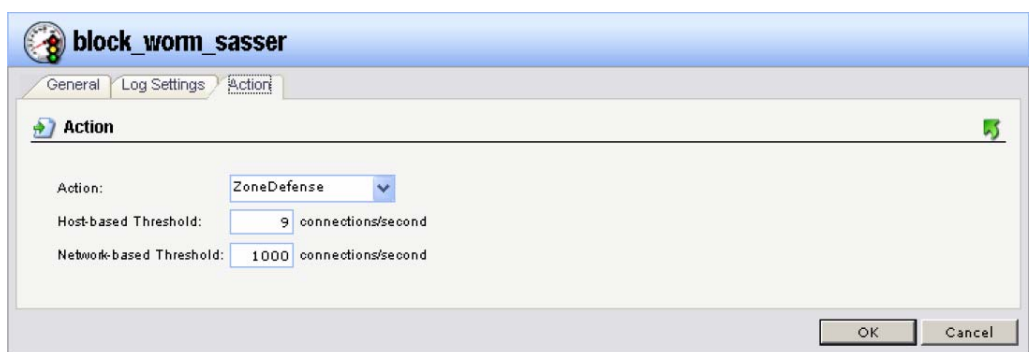 block_worm_sasser
General Log Settings Action
Action
Action: ZoneDefense
Host-based Threshold: 9 connections/second
Network-based Threshold: 1000 connections/second
OK Cancel